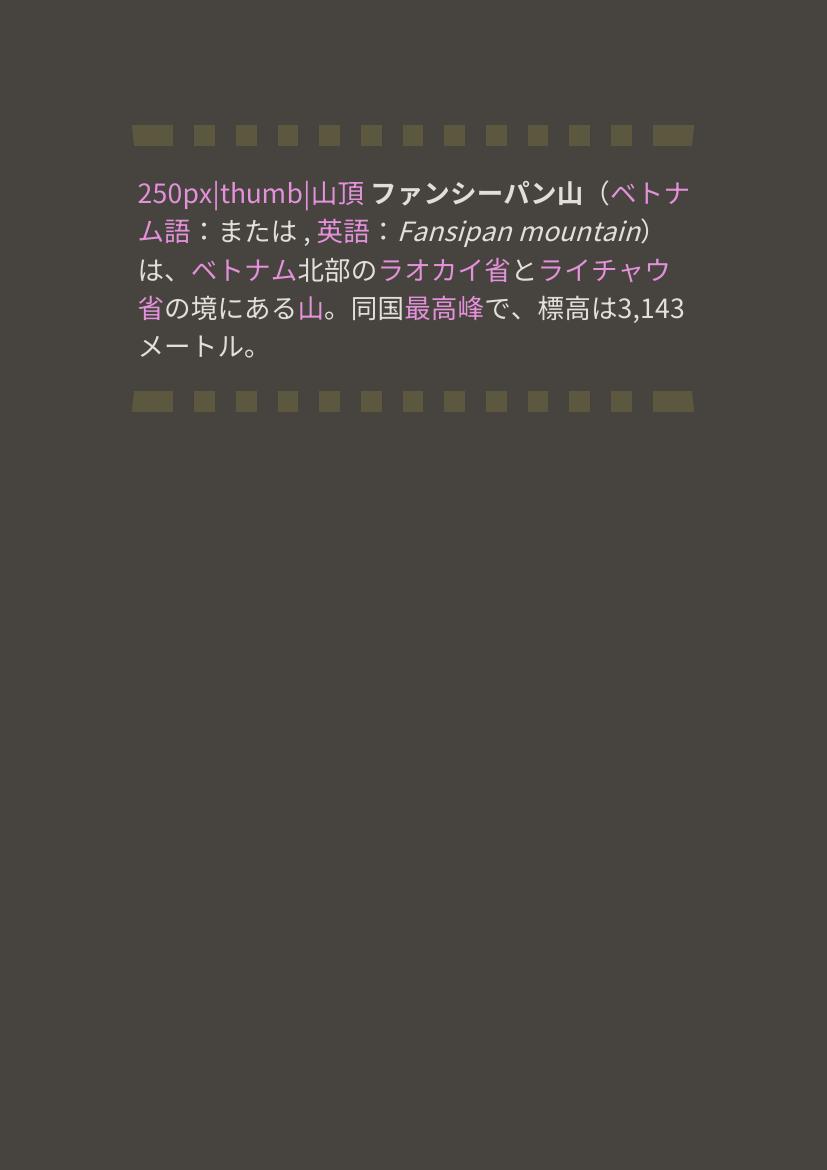 250px|thumb|山頂 ファンシーパン山（ベトナ
ム語：または , 英語：Fansipan mountain）
は、ベトナム北部のラオカイ省とライチャウ
省の境にある山。同国最高峰で、標高は3,143
メートル。